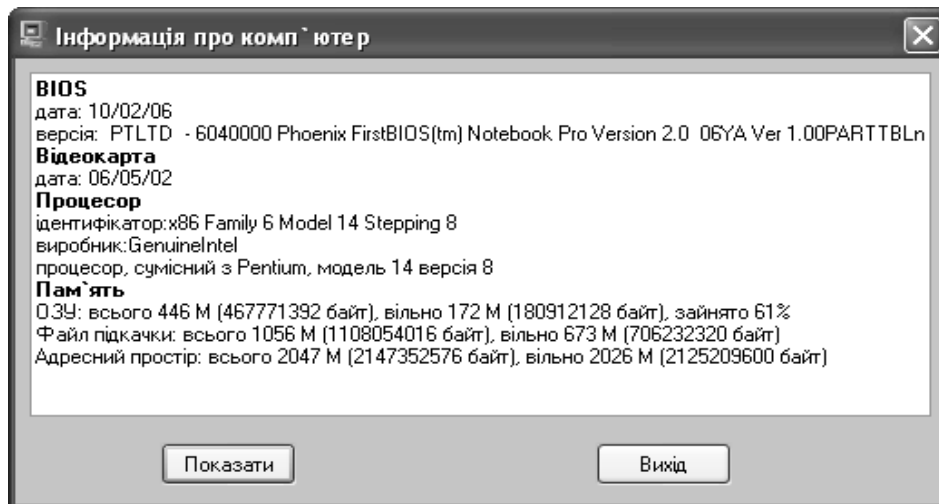 Інформація про комп`ютер
BIOS
дата: 10/02/06
версія: PTLTD - 6040000 Phoenix FirstBIOS(tm) Notebook Pro Version 2.0 06YA Ver 1.00PARTTBLn
Відеокарта
дата: 06/05/02
Процесор
ідентифікатор:x86 Family 6 Model 14 Stepping 8
виробник:GenuineIntel
процесор, сумісний з Pentium, модель 14 версія 8
Пам`ять
ОЗУ: всього 446 М (467771392 байт), вільно 172 М (180912128 байт), зайнято 61%
Файл підкачки: всього 1056 М (1108054016 байт), вільно 673 М (706232320 байт)
Адресний простір: всього 2047 М (2147352576 байт), вільно 2026 М (2125209600 байт)
Показати
Вихід